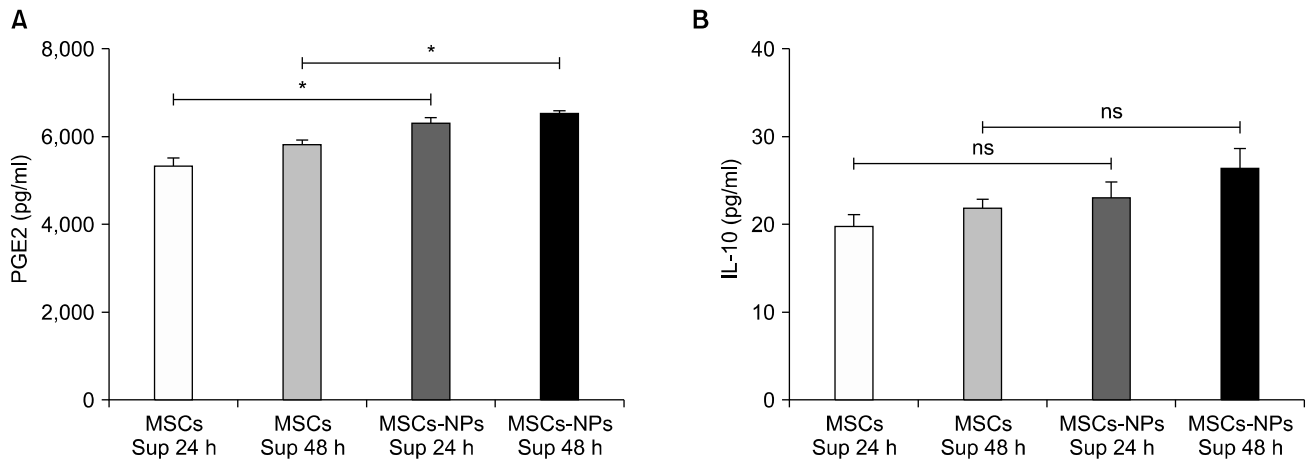 A
PGE2 (pg/ml)
8,000
6,000
4,000
2,000
0
*
*
MSCs
Sup 24 h
MSCs
Sup 48 h
MSCs-NPs
Sup 24 h
MSCs-NPs
Sup 48 h
B
IL-10 (pg/ml)
40
30
20
10
0
ns
ns
MSCs
Sup 24 h
MSCs
Sup 48 h
MSCs-NPs
Sup 24 h
MSCs-NPs
Sup 48 h